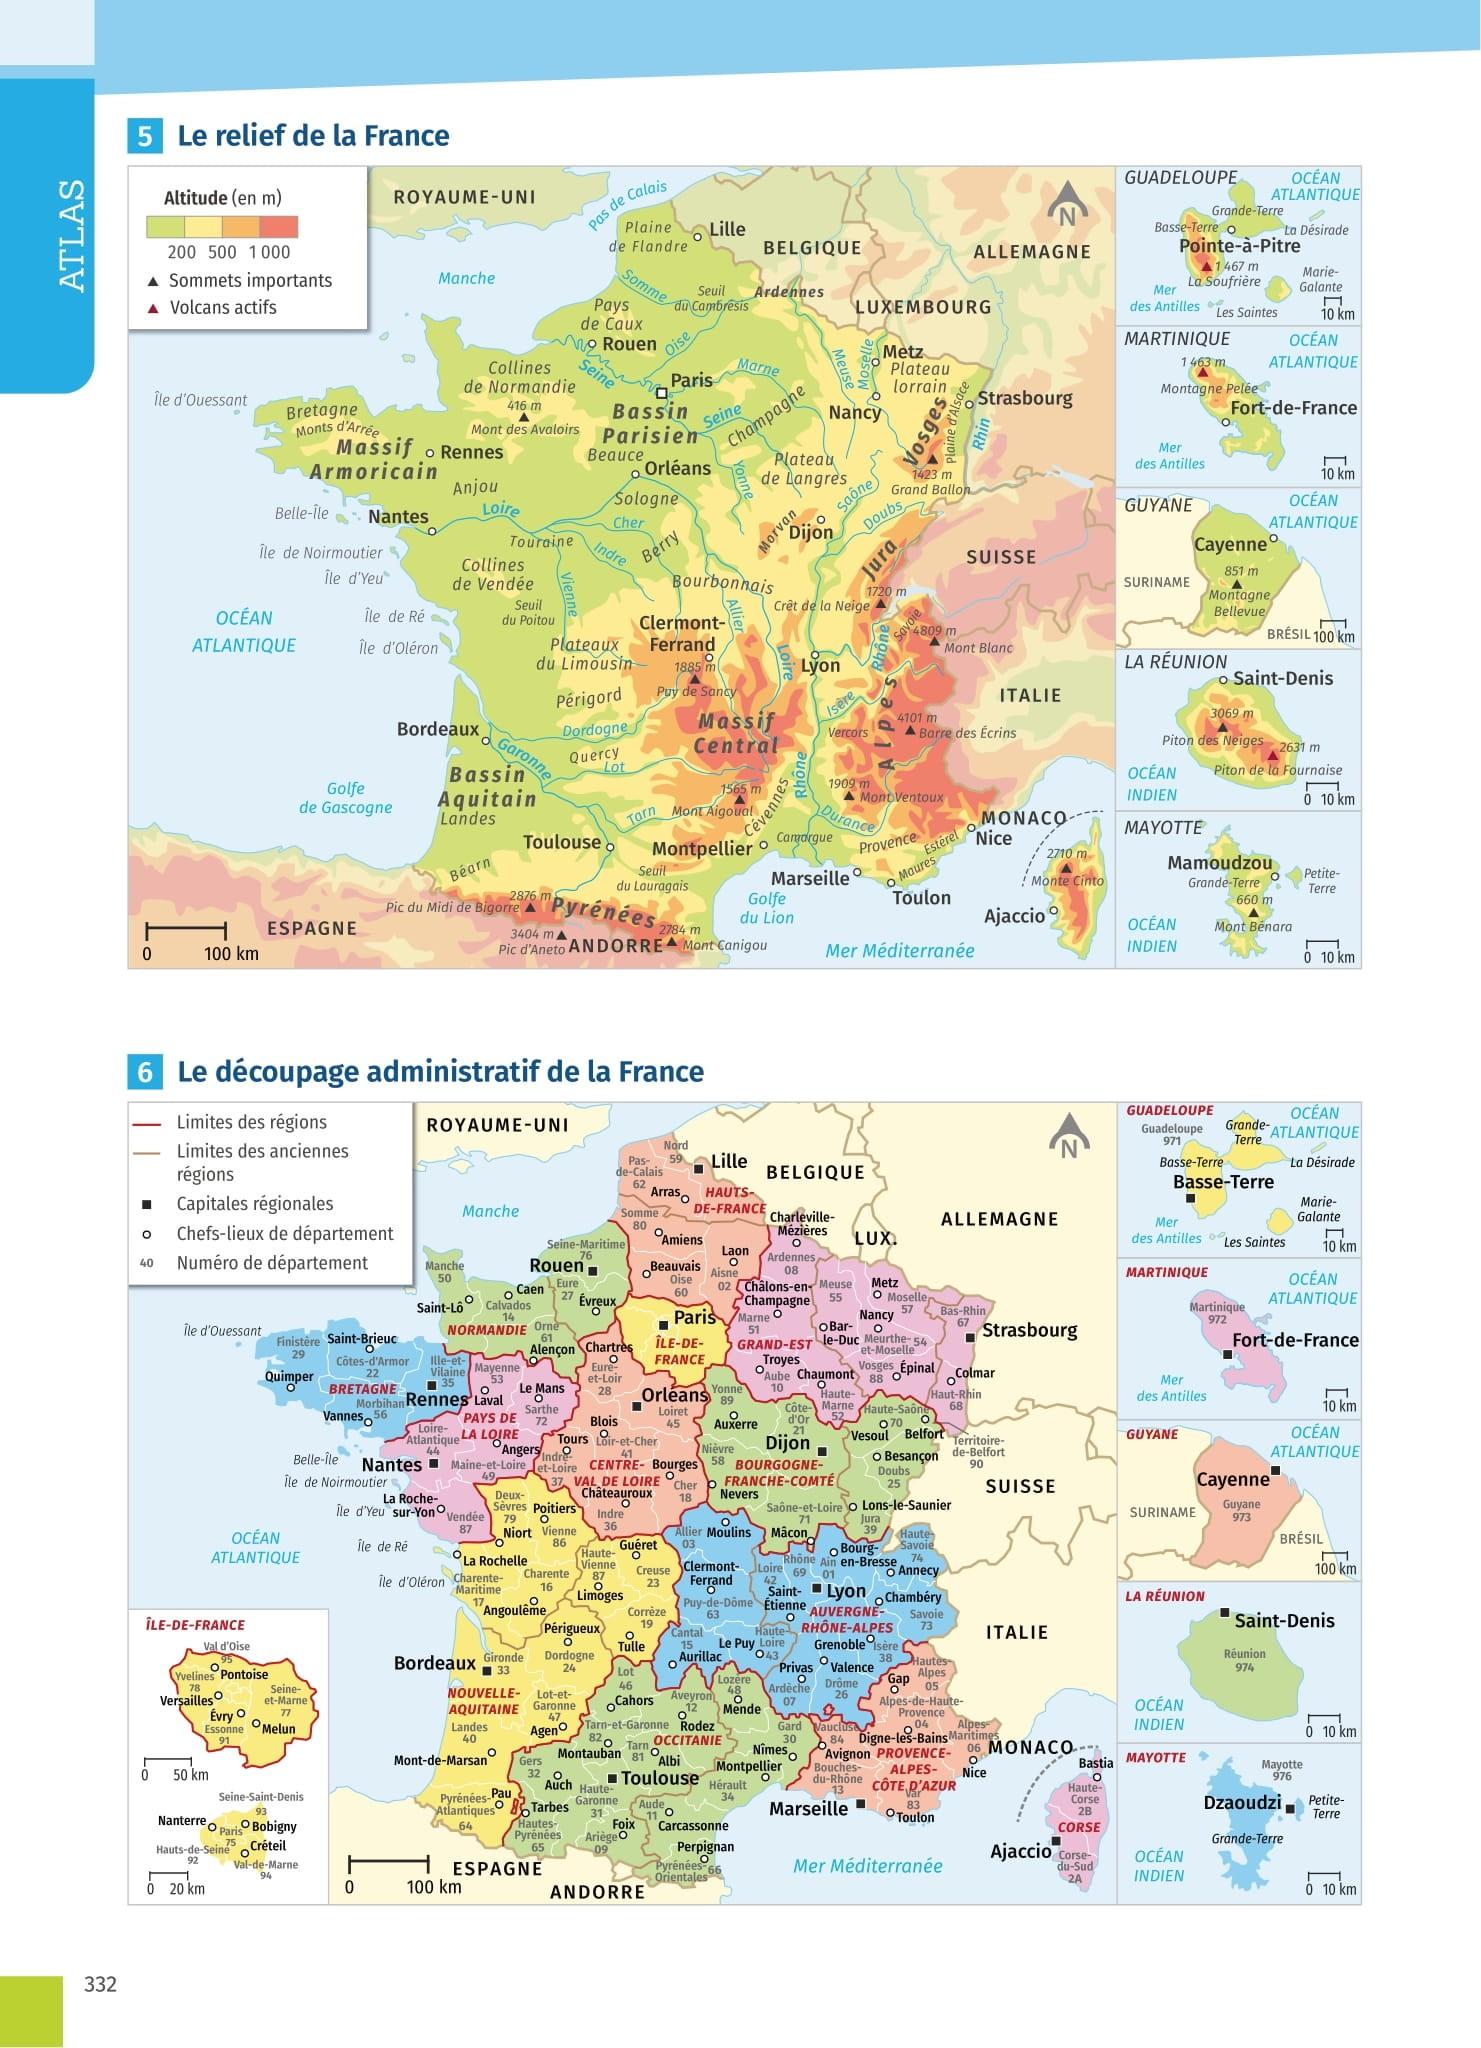 ATLAS
5 Le relief de la France
Altitude (en m)
200 500 1 000
Sommets importants
Volcans actifs
ROYAUME-UNI
Pas de Calais
Plaine
de Flandre
Lille
BELGIQUE
ALLEMAGNE
N
Manche
Somme
Seuil
du Cambrésis
Ardennes
LUXEMBOURG
Pays
de Caux
Rouen
Oise
Seine
Marne
Meuse
Moselle
Metz
Plateau
lorrain
Collines
de Normandie
416 m
Mont des Avaloirs
Paris
Bassin
Parisien
Beauce
Seine
Champagne
Nancy
Vosges
Plaine d'Alsace
Strasbourg
Rhin
Île d'Ouessant
Bretagne
Monts d'Arrée
Massif
Armoricain
Rennes
Orléans
Sologne
Yonne
Plateau
de Langres
1423 m
Grand Ballon
Anjou
Belle-Île
Nantes
Loire
Cher
Morvan
Dijon
Saône
Doubs
Île de Noirmoutier
Touraine
Indre
Berry
Jura
SUISSE
Île d'Yeu
Collines
de Vendée
Vienne
Bourbonnais
Allier
1720 m
Crêt de la Neige
OCÉAN
ATLANTIQUE
Île de Ré
Seuil
du Poitou
Île d'Oléron
Clermont-
Ferrand
Loire
Lyon
Rhône
Savoie
4809 m
Mont Blanc
Plateaux
du Limousin
1885 m
Puy de Sancy
Périgord
Isère
ITALIE
Bordeaux
Dordogne
Massif
Central
Vercors
Alpes
4101 m
Barre des Écrins
Garonne
Quercy
Lot
Bassin
Aquitain
Landes
Golfe
de Gascogne
1565 m
Mont Aigoual
Cévennes
Rhône
1909 m
Mont Ventoux
Tarn
Durance
Toulouse
Montpellier
Camargue
Provence
Estérel
Maures
MONACO
Nice
Béarn
Seuil
du Lauragais
Marseille
Toulon
2710 m
Monte Cinto
Ajaccio
2876 m
Pic du Midi de Bigorre
Pyrénées
Golfe
du Lion
ESPAGNE
3404 m
Pic d'Aneto
ANDORRE
2784 m
Mont Canigou
Mer Méditerranée
0 100 km
GUADELOUPE
OCÉAN
ATLANTIQUE
Grande-Terre
Basse-Terre
La Désirade
Pointe-à-Pitre
1 467 m
La Soufrière
Marie-
Galante
Mer
des Antilles
Les Saintes
10 km
MARTINIQUE
OCÉAN
ATLANTIQUE
1 463 m
Montagne Pelée
Fort-de-France
Mer
des Antilles
10 km
GUYANE
OCÉAN
ATLANTIQUE
Cayenne
851 m
SURINAME
Montagne
Bellevue
BRÉSIL
100 km
LA RÉUNION
Saint-Denis
3069 m
Piton des Neiges
2631 m
Piton de la Fournaise
OCÉAN
INDIEN
0 10 km
MAYOTTE
Mamoudzou
Grande-Terre
Petite-
Terre
660 m
Mont Bénara
OCÉAN
INDIEN
0 10 km
6 Le découpage administratif de la France
Limites des régions
Limites des anciennes
régions
Capitales régionales
Chefs-lieux de département
40 Numéro de département
ROYAUME-UNI
Nord
59
Lille
Pas-
de-Calais
62
BELGIQUE
N
Arras
HAUTS-
DE-FRANCE
Manche
Somme
80
Amiens
Charleville-
Mézières
LUX.
ALLEMAGNE
Seine-Maritime
76
Rouen
Laon
Aisne
02
Beauvais
Oise
60
Ardennes
08
Manche
50
Caen
Eure
27
Évreux
Châlons-en-
Champagne
Meuse
55
Metz
Moselle
57
Saint-Lô
Calvados
14
NORMANDIE
Orne
61
Alençon
Paris
ÎLE-DE-
FRANCE
Marne
51
Nancy
Bar-
le-Duc
Meurthe-
et-Moselle
54
Bas-Rhin
67
Strasbourg
GRAND-EST
Île d'Ouessant
Finistère
29
Saint-Brieuc
Côtes-d'Armor
22
Quimper
BRETAGNE
Morbihan
56
Vannes
Ille-et-
Vilaine
35
Rennes
Mayenne
53
Laval
Le Mans
Sarthe
72
Chartres
Eure-
et-Loir
28
Orléans
Loiret
45
Troyes
Aube
10
Chaumont
Haute-
Marne
52
Vosges
88
Épinal
Colmar
Haut-Rhin
68
Yonne
89
Auxerre
Côte-
d'Or
21
Haute-Saône
70
Vesoul
Belfort
Territoire-
de-Belfort
90
PAYS DE
LA LOIRE
Loire-
Atlantique
44
Nantes
Angers
Maine-et-Loire
49
Blois
Loir-et-Cher
41
Tours
Indre-
et-Loire
37
CENTRE-
VAL DE LOIRE
Bourges
Cher
18
Châteauroux
Indre
36
Nièvre
58
Nevers
Dijon
BOURGOGNE-
FRANCHE-COMTÉ
Besançon
Doubs
25
SUISSE
Belle-Île
Île de Noirmoutier
La Roche-
sur-Yon
Île d'Yeu
Vendée
87
Deux-
Sèvres
79
Niort
Poitiers
Vienne
86
Saône-et-Loire
71
Lons-le-Saunier
Jura
39
Mâcon
OCÉAN
ATLANTIQUE
Île de Ré
Île d'Oléron
La Rochelle
Charente-
Maritime
17
Charente
16
Angoulême
Haute-
Vienne
87
Limoges
Guéret
Creuse
23
Allier
03
Moulins
Clermont-
Ferrand
Puy-de-Dôme
63
Loire
42
Rhône
69
Ain
01
Bourg-
en-Bresse
Haute-
Savoie
74
Annecy
Lyon
Saint-
Étienne
Chambéry
Savoie
73
AUVERGNE-
RHÔNE-ALPES
ITALIE
Corrèze
19
Tulle
Périgueux
Dordogne
24
Cantal
15
Aurillac
Le Puy
Haute-
Loire
43
Grenoble
Isère
38
Privas
Ardèche
07
Valence
Drôme
26
Gap
Hautes-
Alpes
05
Bordeaux
Gironde
33
NOUVELLE-
AQUITAINE
Lot
46
Cahors
Lot-et-
Garonne
47
Agen
Aveyron
12
Rodez
Lozère
48
Mende
Gard
30
Nîmes
Vaucluse
84
Avignon
Alpes-de-Haute-
Provence
04
Digne-les-Bains
Alpes-
Maritimes
06
Nice
MONACO
Landes
40
Mont-de-Marsan
Tarn-et-Garonne
82
Montauban
Tarn
81
Albi
OCCITANIE
Montpellier
Hérault
34
Bouches-
du-Rhône
13
PROVENCE-
ALPES-
CÔTE D'AZUR
Var
83
Marseille
Toulon
Gers
32
Auch
Toulouse
Haute-
Garonne
31
Pyrénées-
Atlantiques
64
Pau
Tarbes
Hautes-
Pyrénées
65
Foix
Ariège
09
Aude
11
Carcassonne
Perpignan
Pyrénées-
Orientales
66
ESPAGNE
ANDORRE
Mer Méditerranée
0 100 km
Bastia
Haute-
Corse
2B
CORSE
Ajaccio
Corse-
du-Sud
2A
ÎLE-DE-FRANCE
Val d'Oise
95
Pontoise
Yvelines
78
Versailles
Seine-
et-Marne
77
Évry
Essonne
91
Melun
0 50 km
Seine-Saint-Denis
93
Nanterre
Paris
75
Bobigny
Hauts-de-Seine
92
Créteil
Val-de-Marne
94
0 20 km
GUADELOUPE
Guadeloupe
971
Grande-
Terre
OCÉAN
ATLANTIQUE
Basse-Terre
La Désirade
Basse-Terre
Marie-
Galante
Mer
des Antilles
Les Saintes
10 km
MARTINIQUE
OCÉAN
ATLANTIQUE
Martinique
972
Fort-de-France
Mer
des Antilles
10 km
GUYANE
OCÉAN
ATLANTIQUE
Cayenne
Guyane
973
SURINAME
BRÉSIL
100 km
LA RÉUNION
Saint-Denis
Réunion
974
OCÉAN
INDIEN
0 10 km
MAYOTTE
Mayotte
976
Dzaoudzi
Petite-
Terre
Grande-Terre
OCÉAN
INDIEN
0 10 km
332